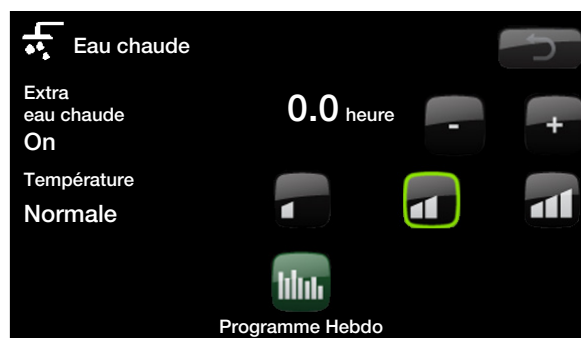 Eau chaude
Extra
eau chaude
0.0 heure
- +
On
Température
Normale
Programme Hebdo